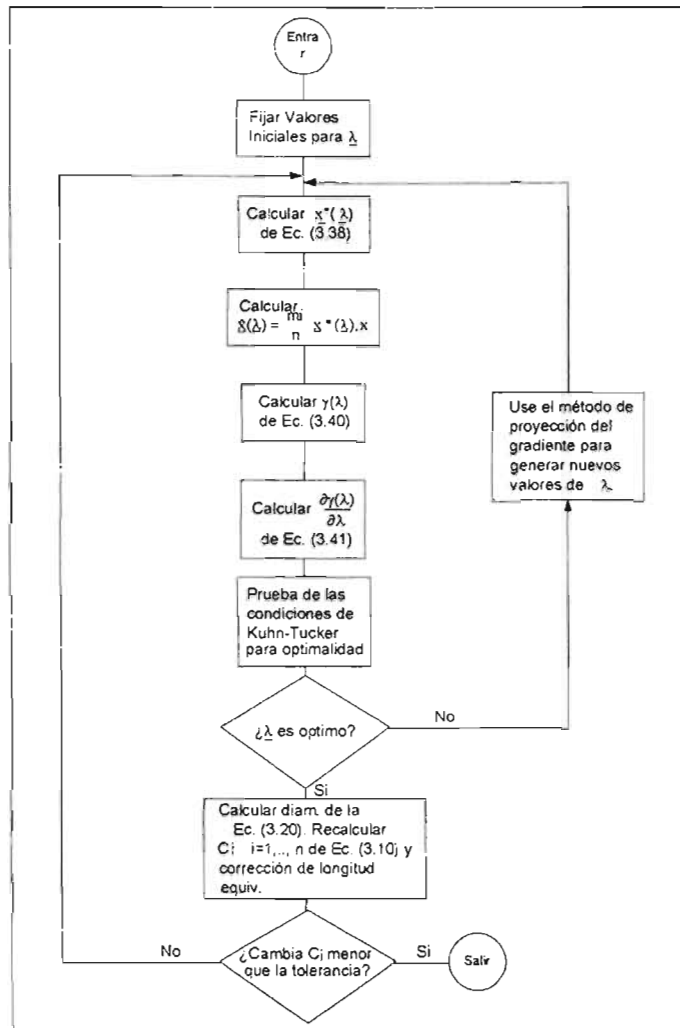 Entra
r
Fijar Valores
Iniciales para λ
Calcular x*(λ)
de Ec. (3.38)
Calcular
g(λ) = mi
n x*(λ).x
Calcular γ(λ)
de Ec. (3.40)
Calcular ∂γ(λ)
∂λ
de Ec. (3.41)
Prueba de las
condiciones de
Kuhn-Tucker
para optimalidad
Use el método de
proyección del
gradiente para
generar nuevos
valores de λ
¿λ es optimo?
No
Si
Calcular diam. de la
Ec. (3.20). Recalcular
Ci i=1,.., n de Ec. (3.10) y
corrección de longitud
equiv.
No
¿Cambia Ci menor
que la tolerancia?
Si
Salir